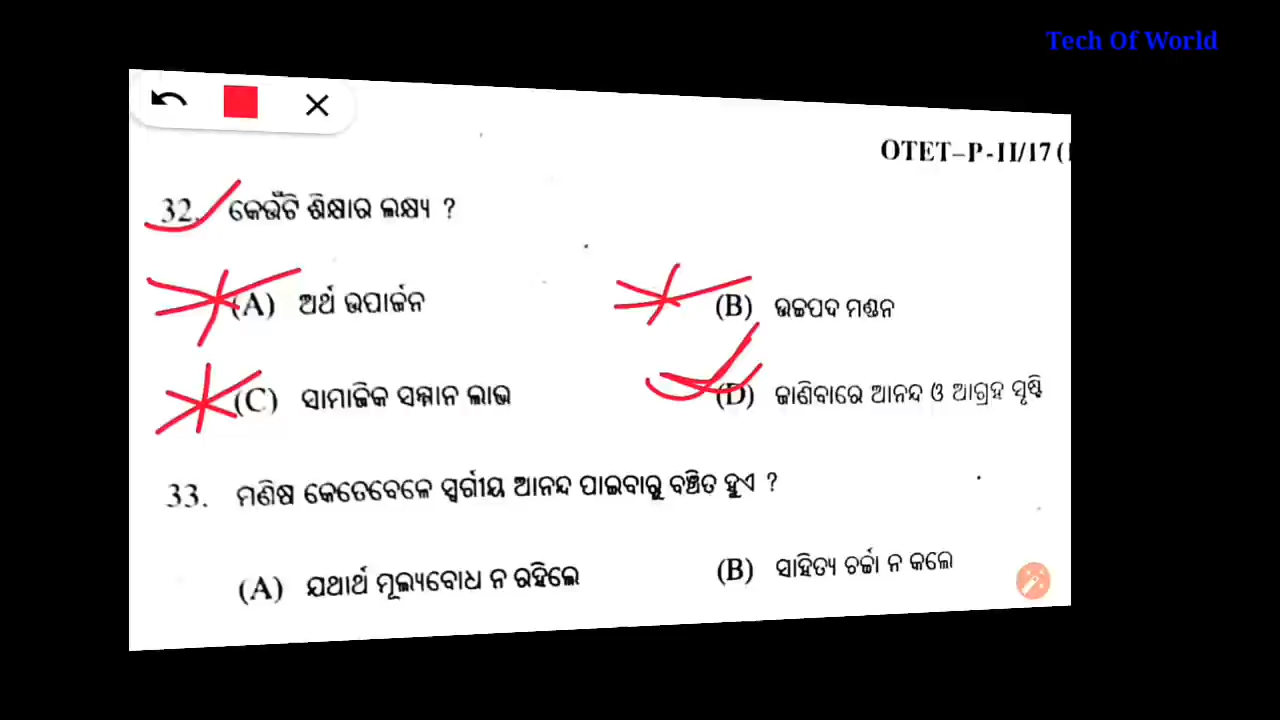 Tech Of World
OTET–P-II/17
32. କେଉଁଟି ଶିକ୍ଷାର ଲକ୍ଷ୍ୟ ?
(A) ଅର୍ଥ ଉପାର୍ଜନ
(B) ଉଚ୍ଚପଦ ମଣ୍ଡନ
(C) ସାମାଜିକ ସମ୍ମାନ ଲାଭ
(D) ଜାଣିବାରେ ଆନନ୍ଦ ଓ ଆଗ୍ରହ ସୃଷ୍ଟି
33. ମଣିଷ କେତେବେଳେ ସ୍ୱର୍ଗୀୟ ଆନନ୍ଦ ପାଇବାରୁ ବଞ୍ଚିତ ହୁଏ ?
(A) ଯଥାର୍ଥ ମୂଲ୍ୟବୋଧ ନ ରହିଲେ
(B) ସାହିତ୍ୟ ଚର୍ଚ୍ଚା ନ କଲେ